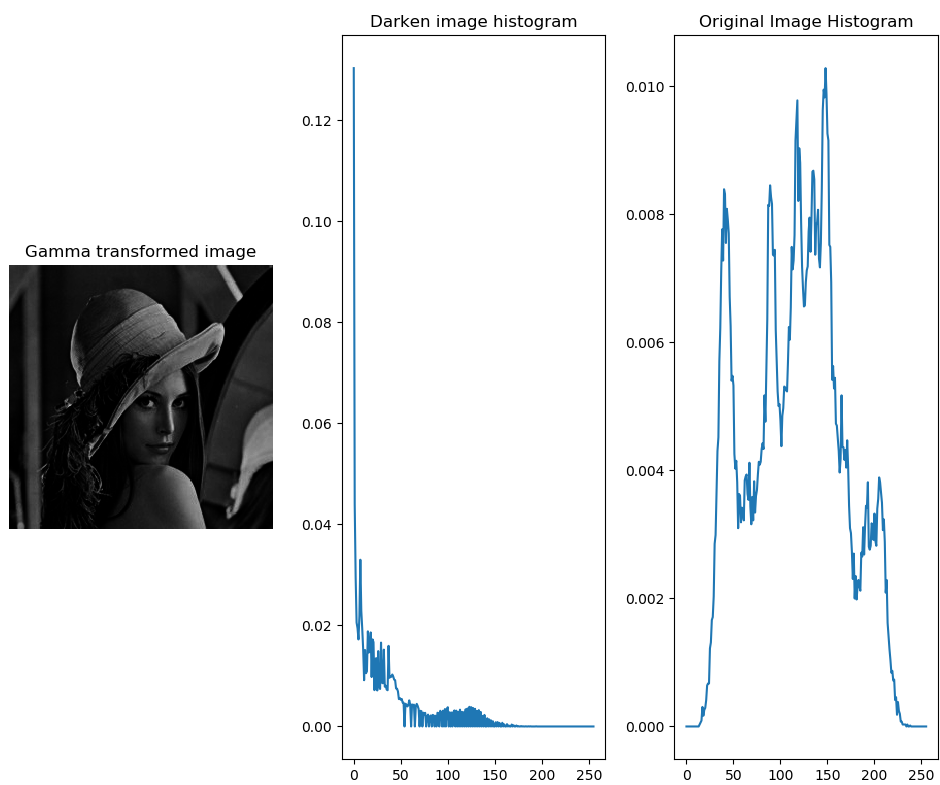 Darken image histogram
Original Image Histogram
Gamma transformed image
0.12
0.10
0.08
0.06
0.04
0.02
0.00
0 50 100 150 200 250
0.010
0.008
0.006
0.004
0.002
0.000
0 50 100 150 200 250